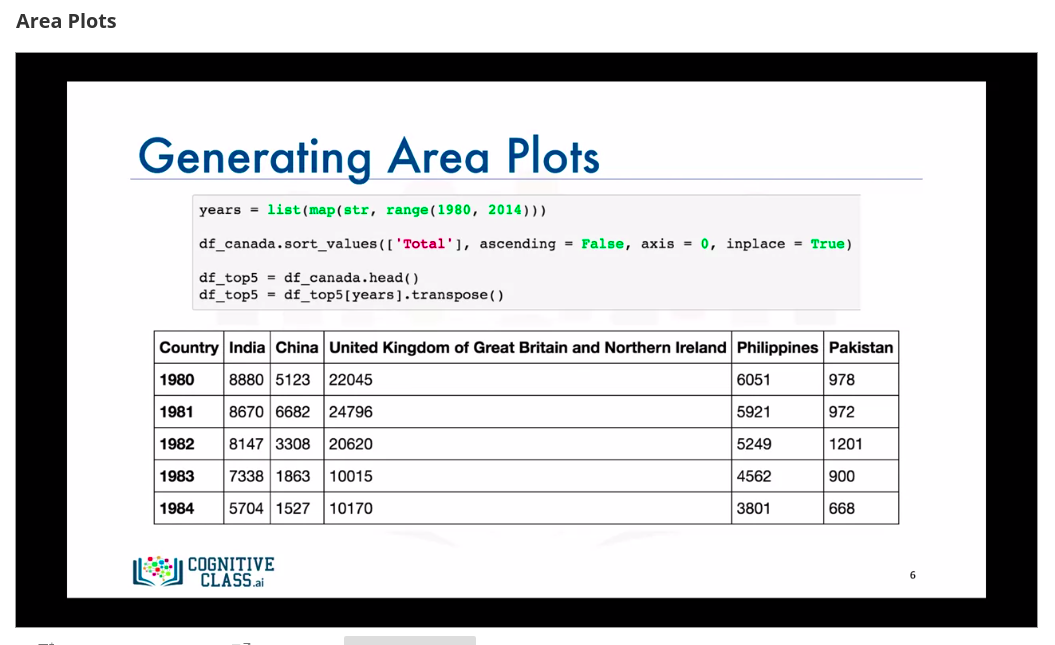 Area Plots
Generating Area Plots
years = list(map(str, range(1980, 2014)))
df_canada.sort_values(['Total'], ascending = False, axis = 0, inplace = True)
df_top5 = df_canada.head()
df_top5 = df_top5[years].transpose()
Country India China United Kingdom of Great Britain and Northern Ireland Philippines Pakistan
1980 8880 5123 22045 6051 978
1981 8670 6682 24796 5921 972
1982 8147 3308 20620 5249 1201
1983 7338 1863 10015 4562 900
1984 5704 1527 10170 3801 668
COGNITIVE
CLASS.ai
6